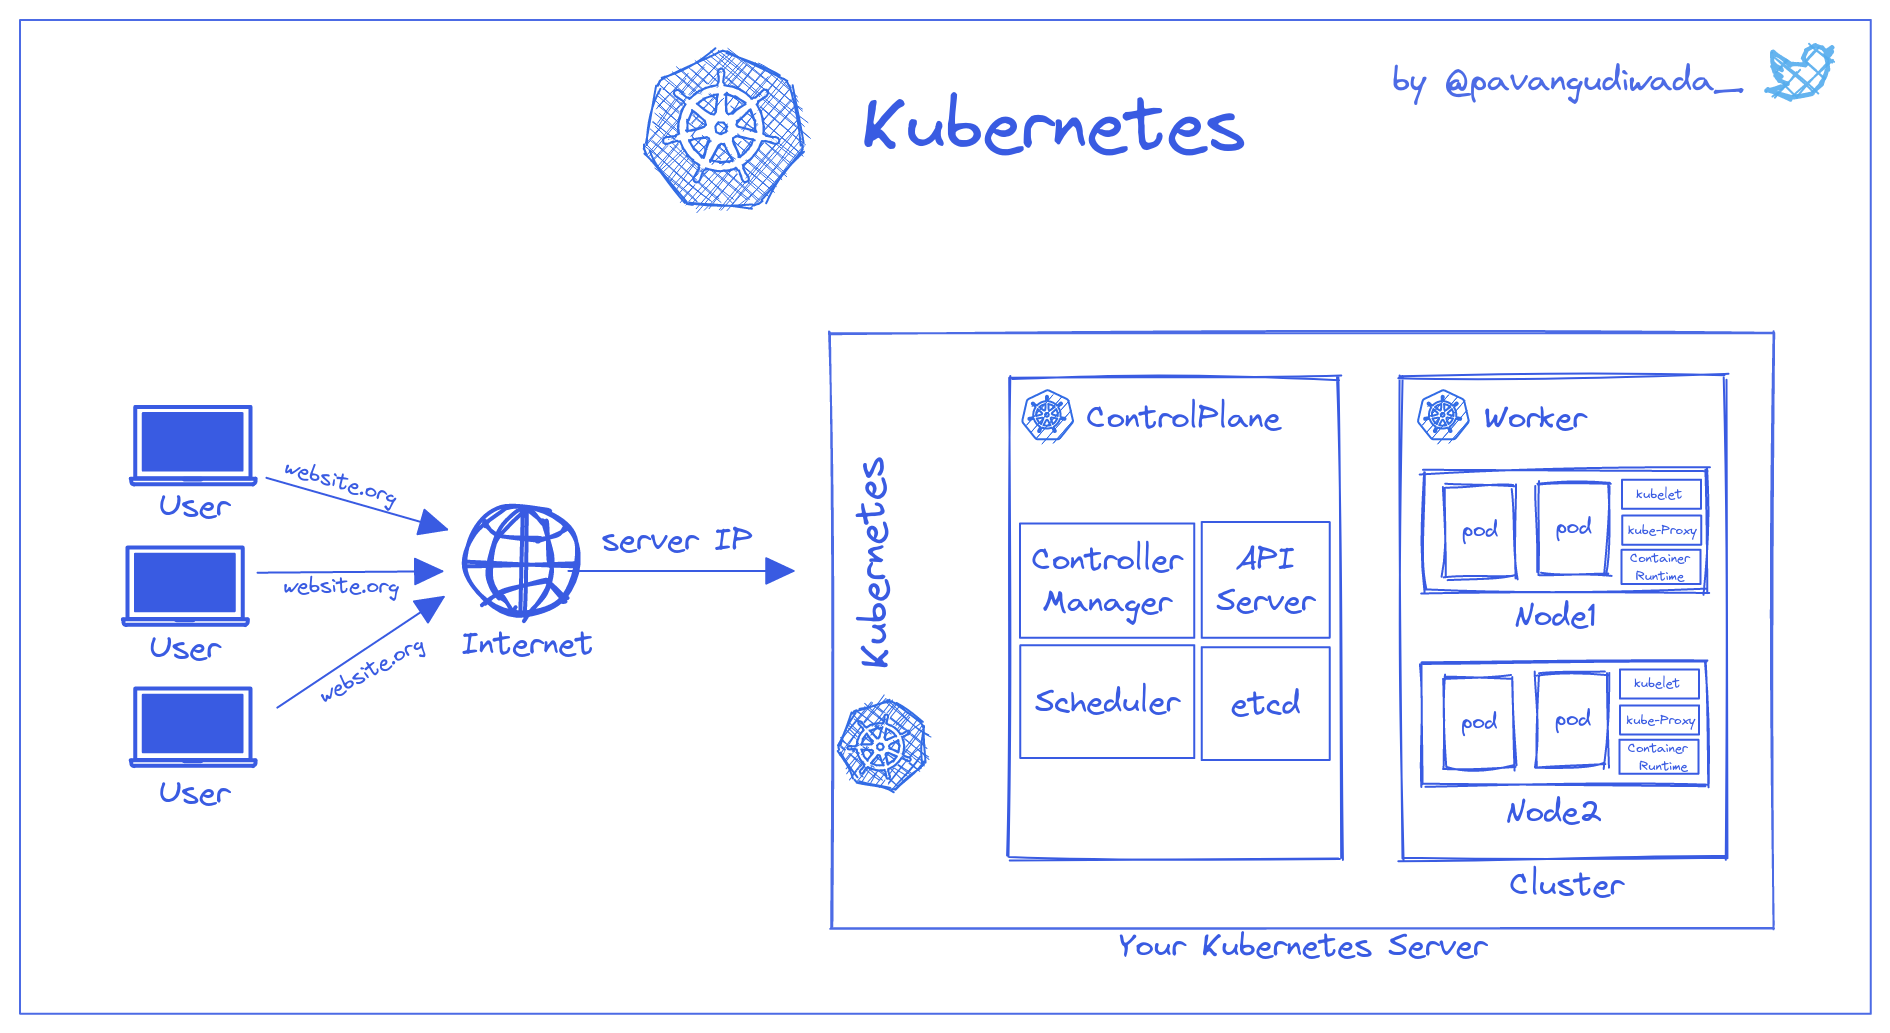 Kubernetes
by @pavangudiwada_
User
website.org
User
website.org
User
website.org
Internet
server IP
Kubernetes
ControlPlane
Controller
Manager
API
Server
Scheduler
etcd
Worker
pod
pod
kubelet
kube-Proxy
Container
Runtime
Node1
pod
pod
kubelet
kube-Proxy
Container
Runtime
Node2
Cluster
Your Kubernetes Server